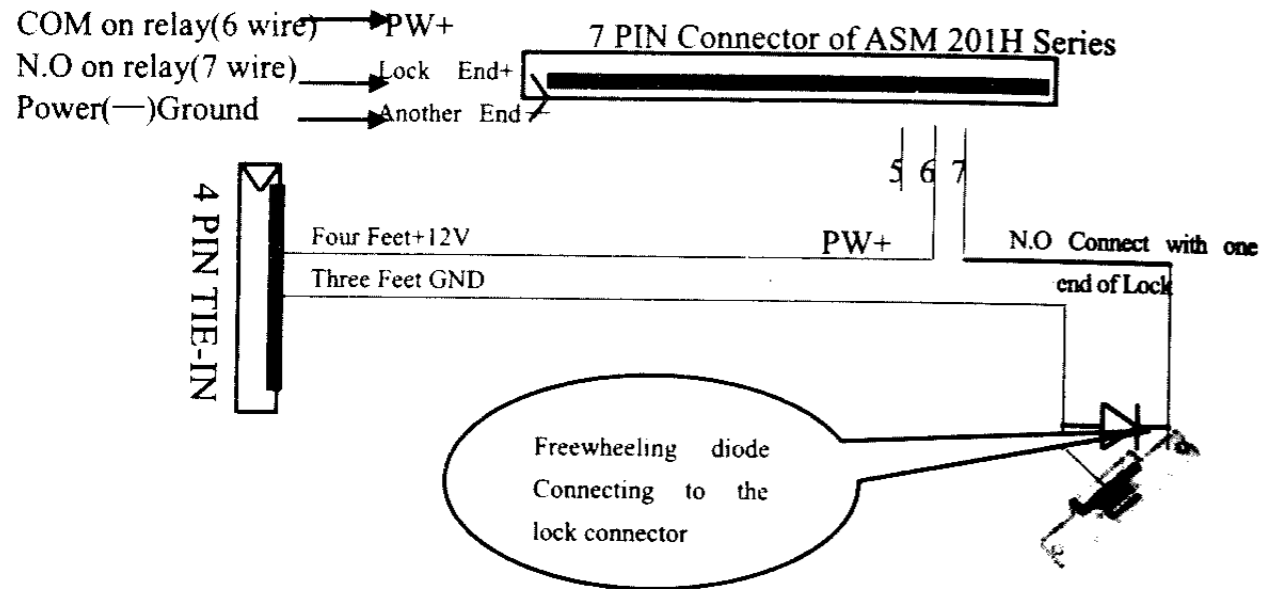 COM on relay(6 wire) PW+
N.O on relay(7 wire) Lock End+
Power(—)Ground Another End—
7 PIN Connector of ASM 201H Series
5 6 7
4 PIN TIE-IN
Four Feet+12V
PW+
N.O Connect with one
end of Lock
Three Feet GND
Freewheeling diode
Connecting to the
lock connector